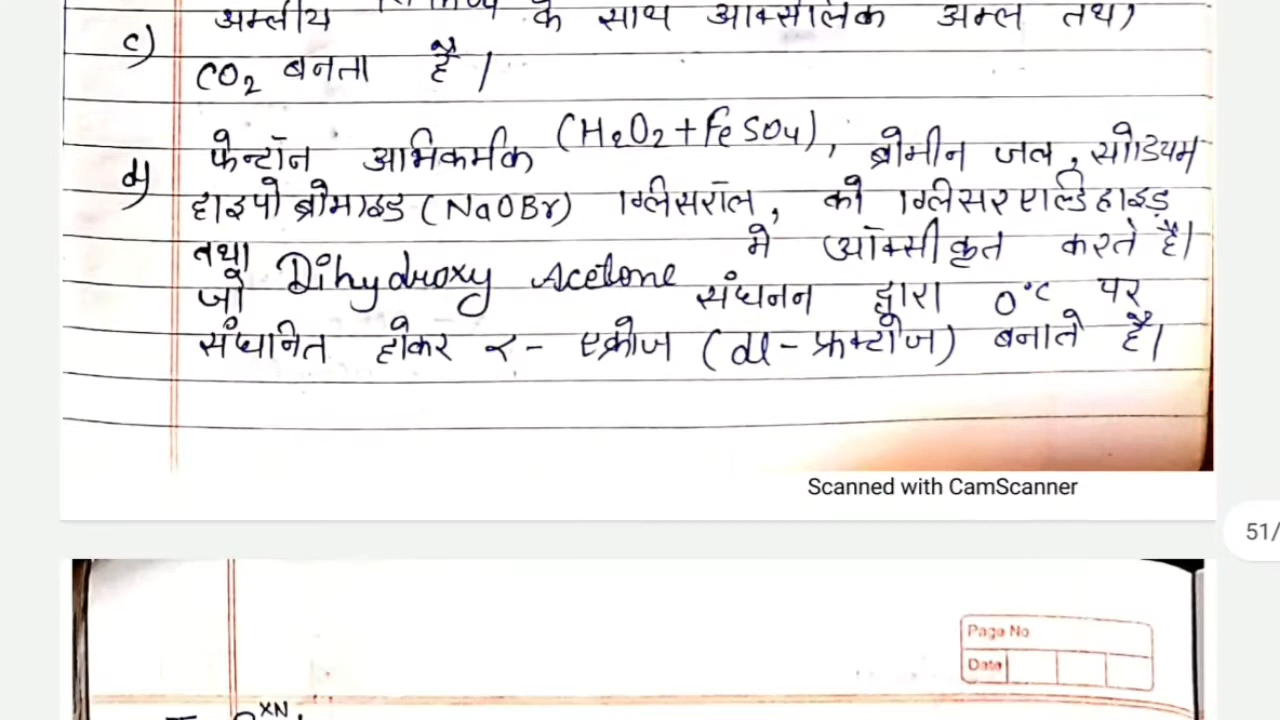 अम्लीय के साथ आक्सेलिक अम्ल तथा
c)
CO2 बनता है।
फेन्टॉन अभिकर्मक (H2O2+FeSO4), ब्रोमीन जल, सोडियम
d)
हाइपो ब्रोमाइड (NaOBr) ग्लिसरॉल, को ग्लिसरएल्डिहाइड
तथा Dihydroxy Acetone मे ऑक्सीकृत करते है।
जो संघनन द्वारा 0°C पर
संघानित होकर α- एक्रोज (dl-फ्रक्टोज) बनाते है।
Scanned with CamScanner
51/
Page No
Date
XN